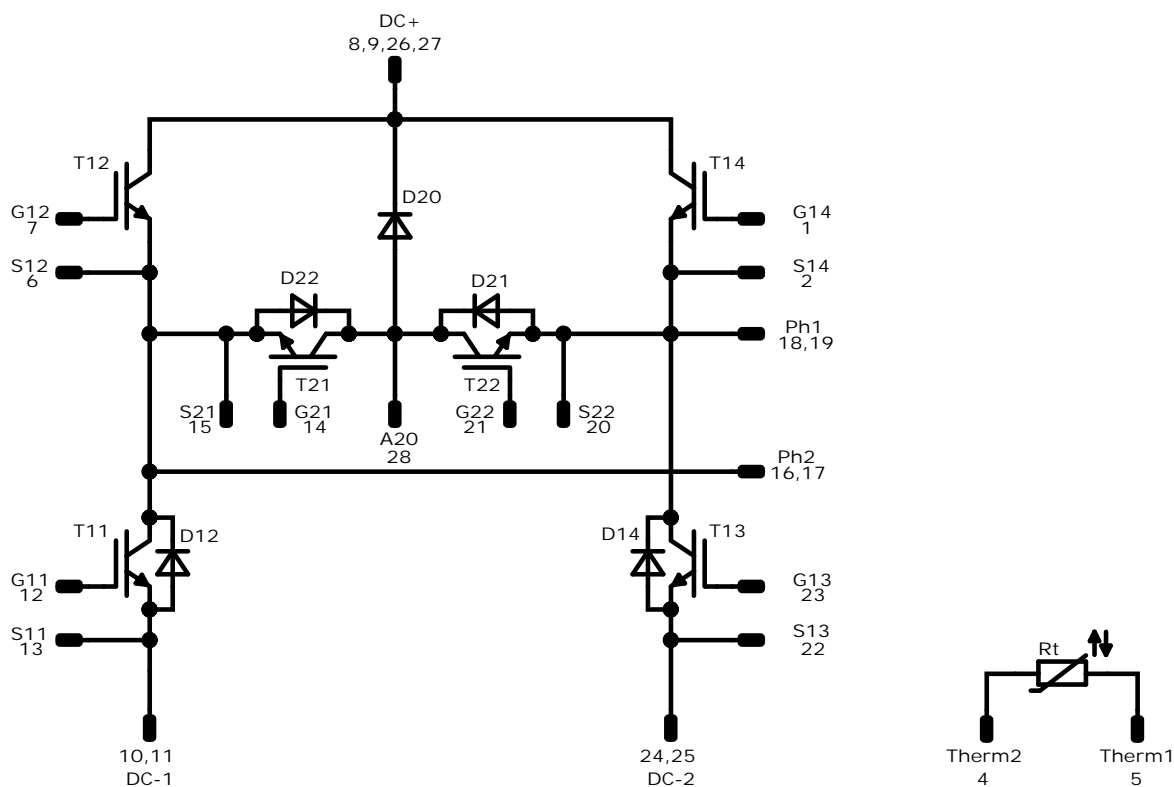 DC+
8,9,26,27
T12
T14
D20
G12
7
G14
1
S12
6
S14
2
D22
D21
Ph1
18,19
T21
T22
S21
15
G21
14
A20
28
G22
21
S22
20
Ph2
16,17
T11
D12
D14
T13
G11
12
G13
23
S11
13
S13
22
Rt
10,11
DC-1
24,25
DC-2
Therm2
4
Therm1
5